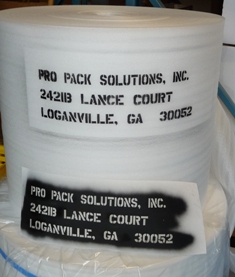 PRO PACK SOLUTIONS, INC.
2421B LANCE COURT
LOGANVILLE, GA 30052
PRO PACK SOLUTIONS, INC.
2421B LANCE COURT
LOGANVILLE, GA 30052